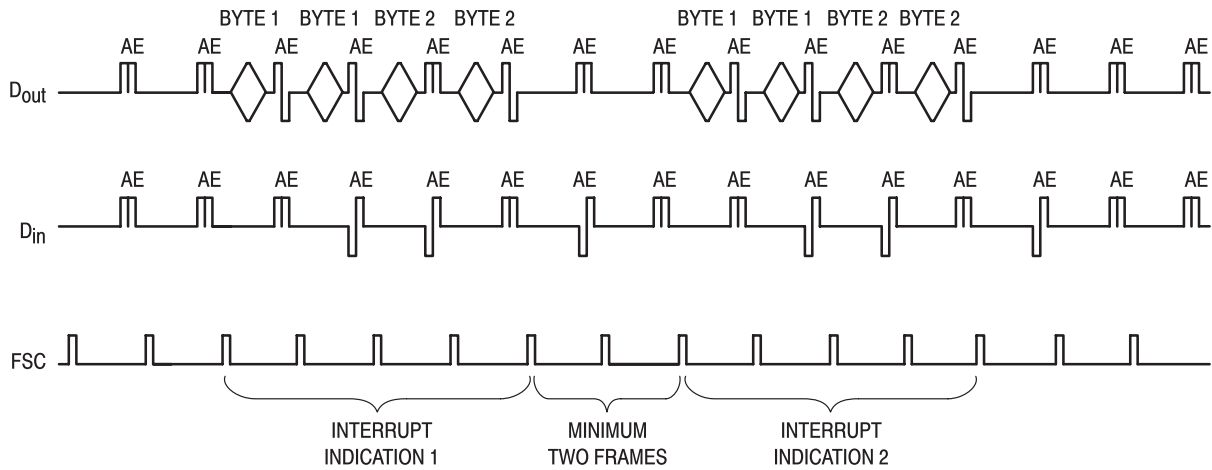 BYTE 1 BYTE 1 BYTE 2 BYTE 2 BYTE 1 BYTE 1 BYTE 2 BYTE 2
AE AE AE AE AE AE AE AE AE AE AE AE AE AE AE
Dout
AE AE AE AE AE AE AE AE AE AE AE AE AE AE AE
Din
FSC
INTERRUPT INDICATION 1
MINIMUM TWO FRAMES
INTERRUPT INDICATION 2